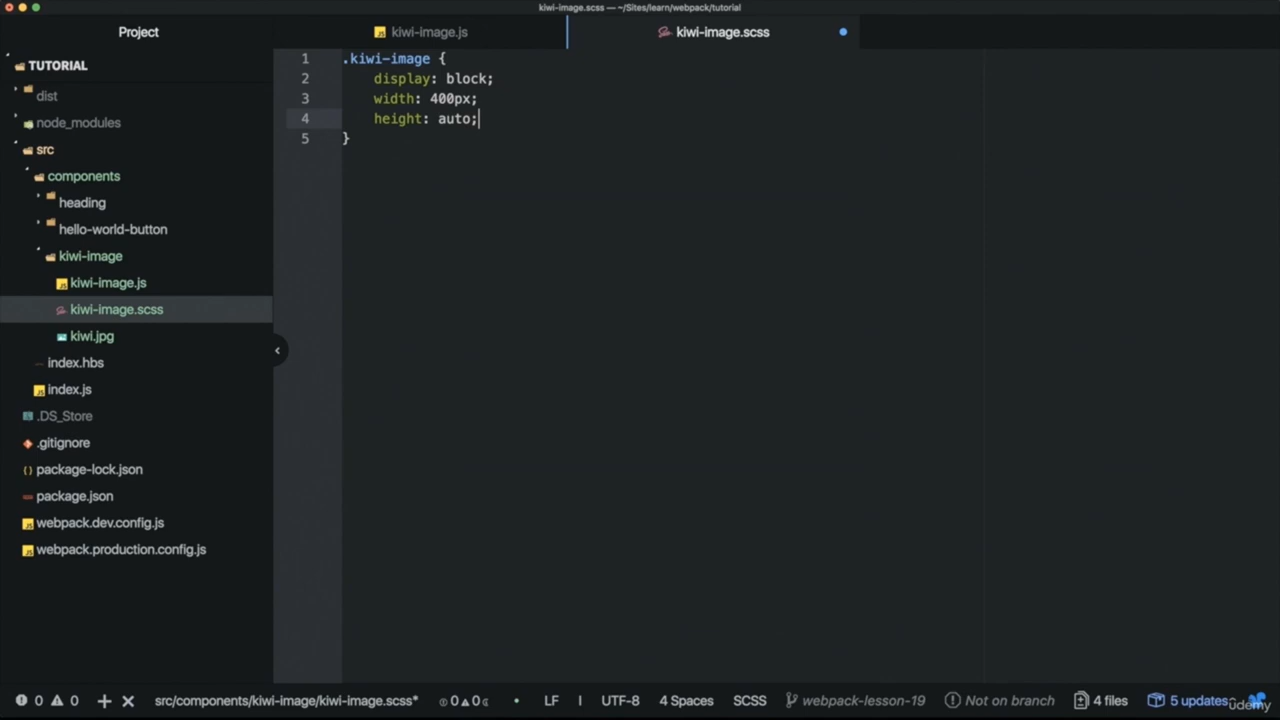 kiwi-image.scss — ~/Sites/learn/webpack/tutorial
Project
kiwi-image.js
kiwi-image.scss
TUTORIAL
dist
node_modules
src
components
heading
hello-world-button
kiwi-image
kiwi-image.js
kiwi-image.scss
kiwi.jpg
index.hbs
index.js
.DS_Store
.gitignore
package-lock.json
package.json
webpack.dev.config.js
webpack.production.config.js
1 .kiwi-image {
2 display: block;
3 width: 400px;
4 height: auto;
5 }
0 0 src/components/kiwi-image/kiwi-image.scss* 0 0 LF I UTF-8 4 Spaces SCSS webpack-lesson-19 Not on branch 4 files 5 updates
udemy